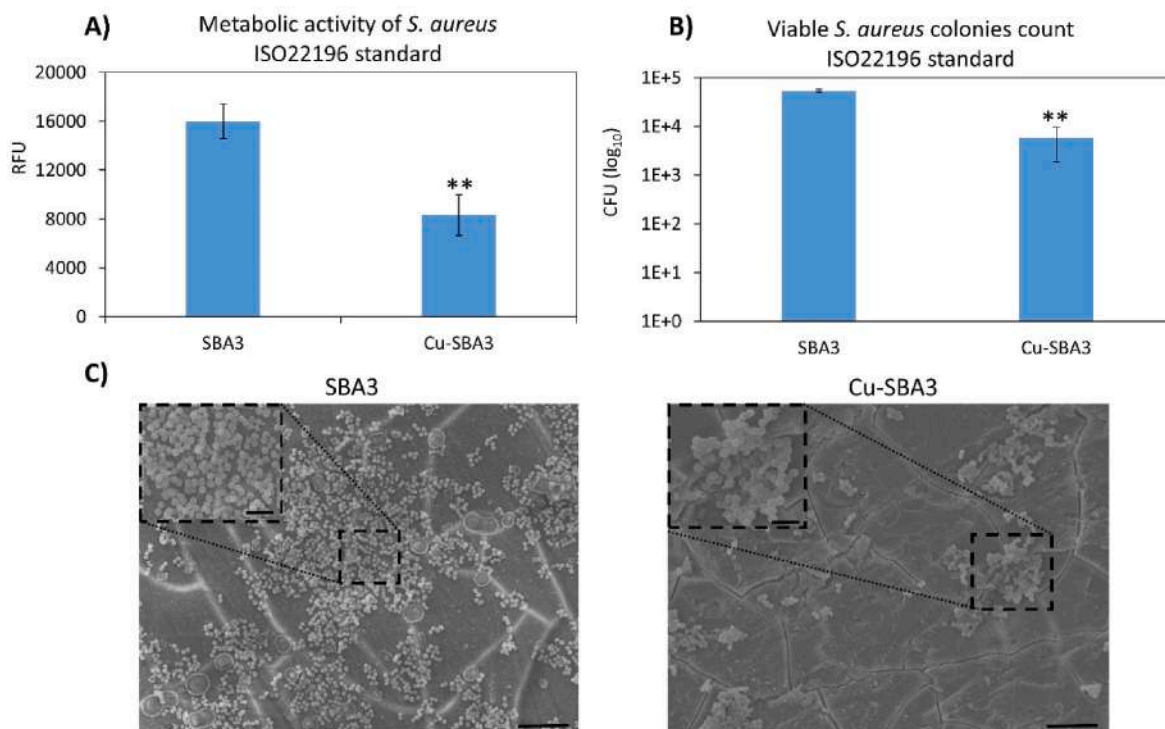 A)
Metabolic activity of S. aureus
ISO22196 standard
20000
16000
12000
8000
4000
0
RFU
**
SBA3
Cu-SBA3
B)
Viable S. aureus colonies count
ISO22196 standard
1E+5
1E+4
1E+3
1E+2
1E+1
1E+0
CFU (log₁₀)
**
SBA3
Cu-SBA3
C)
SBA3
Cu-SBA3